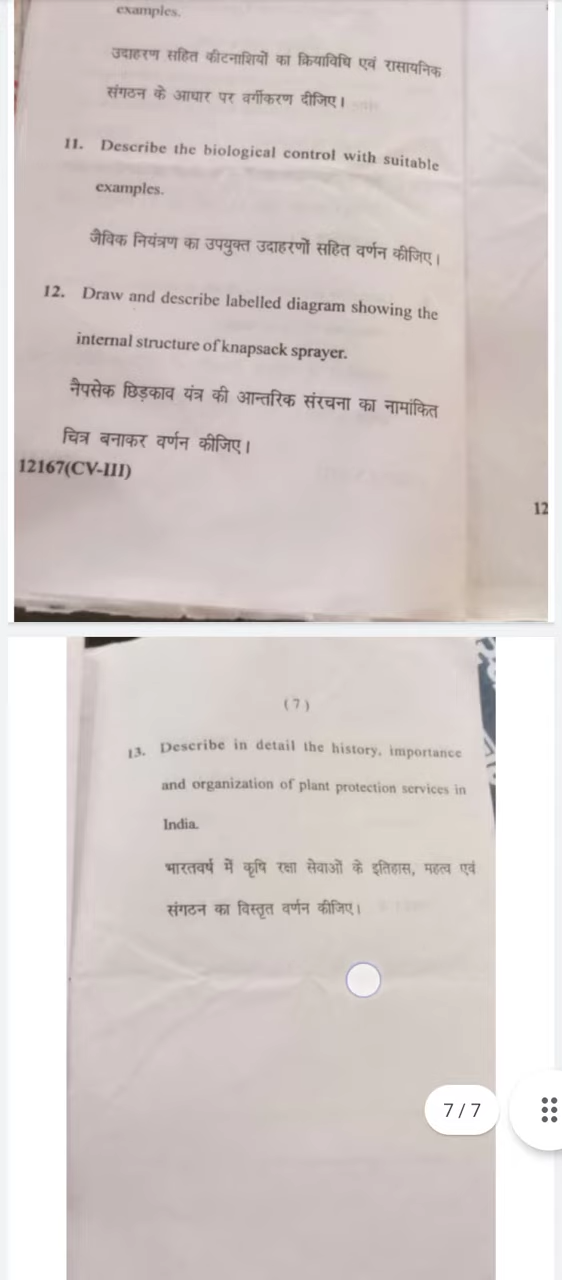 examples.
उदाहरण सहित कीटनाशियों का क्रियाविधि एवं रासायनिक
संगठन के आधार पर वर्गीकरण दीजिए।
11. Describe the biological control with suitable
examples.
जैविक नियंत्रण का उपयुक्त उदाहरणों सहित वर्णन कीजिए।
12. Draw and describe labelled diagram showing the
internal structure of knapsack sprayer.
नैपसेक छिड़काव यंत्र की आन्तरिक संरचना का नामांकित
चित्र बनाकर वर्णन कीजिए।
12167(CV-III)
12
(7)
13. Describe in detail the history, importance
and organization of plant protection services in
India.
भारतवर्ष में कृषि रक्षा सेवाओं के इतिहास, महत्व एवं
संगठन का विस्तृत वर्णन कीजिए।
7 / 7